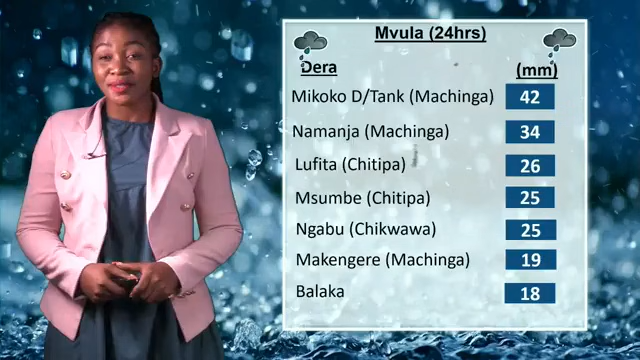 Mvula (24hrs)
Dera (mm)
Mikoko D/Tank (Machinga) 42
Namanja (Machinga) 34
Lufita (Chitipa) 26
Msumbe (Chitipa) 25
Ngabu (Chikwawa) 25
Makengere (Machinga) 19
Balaka 18